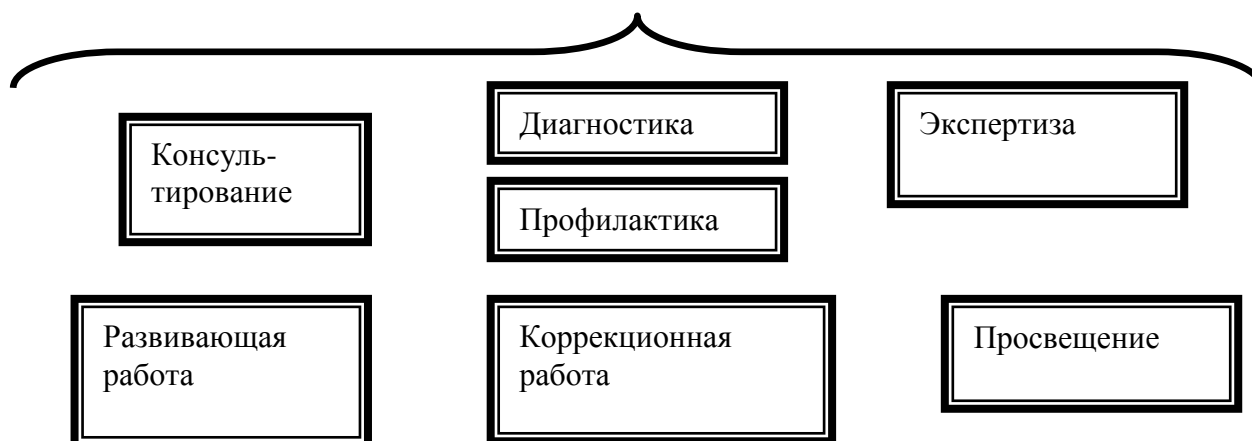 Консуль-
тирование
Диагностика
Профилактика
Экспертиза
Развивающая
работа
Коррекционная
работа
Просвещение